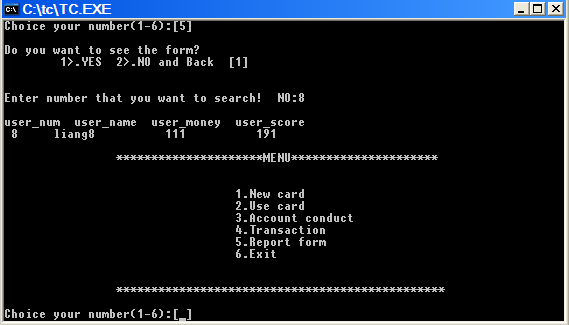 C:\tc\TC.EXE
Choice your number(1-6):[5]
Do you want to see the form?
1>.YES 2>.NO and Back [1]
Enter number that you want to search! NO:8
user_num user_name user_money user_score
8 liang8 111 191
*********************MENU*********************
1.New card
2.Use card
3.Account conduct
4.Transaction
5.Report form
6.Exit
***********************************************
Choice your number(1-6):[_]